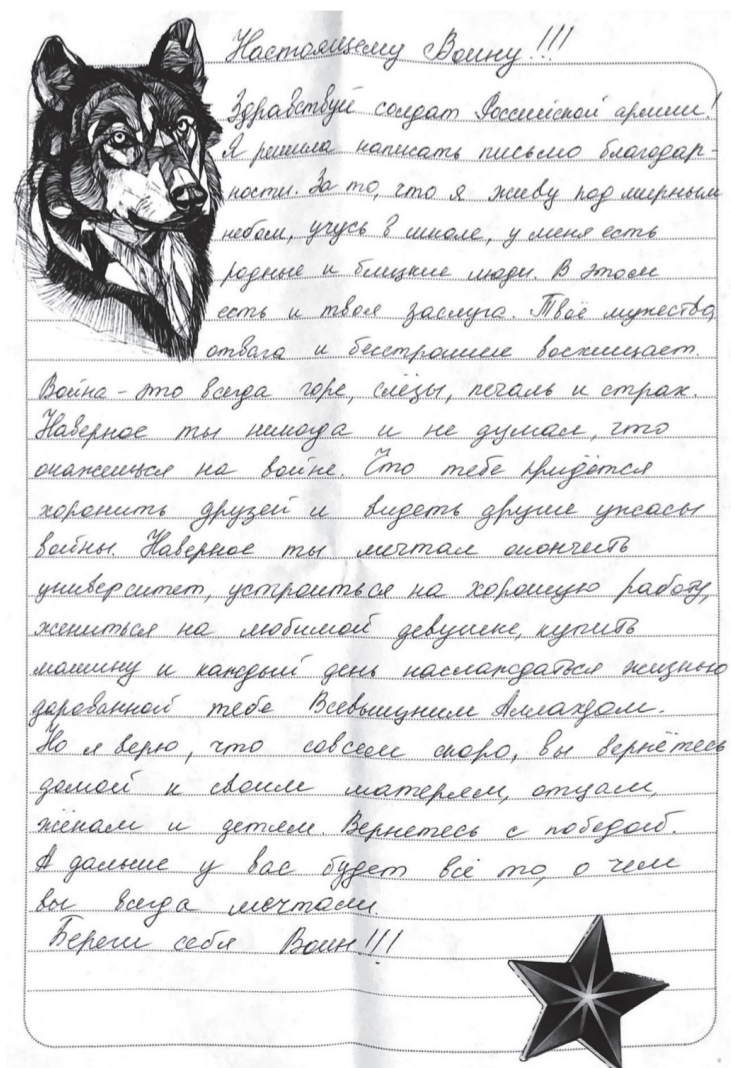 Настоящему Воину!!!
Здравствуй солдат Российской армии!
Я решила написать письмо благодар-
ности. За то, что я живу под мирным
небом, учусь в школе, у меня есть
родные и близкие люди. В этом
есть и твоя заслуга. Твоё мужество,
отвага и бесстрашие восхищает.
Война - это всегда горе, слёзы, печаль и страх.
Наверное ты никогда и не думал, что
окажешься на войне. Что тебе придётся
хоронить друзей и видеть другие ужасы
войны. Наверное ты мечтал окончить
университет, устроиться на хорошую работу,
жениться на любимой девушке, купить
машину и каждый день наслаждаться жизнью
дарованной тебе Всевышним Аллахом.
Но я верю, что совсем скоро, вы вернётесь
домой к своим матерям, отцам,
жёнам и детям. Вернетесь с победой.
А дальше у вас будет всё то, о чем
вы всегда мечтали.
Береги себя Воин!!!